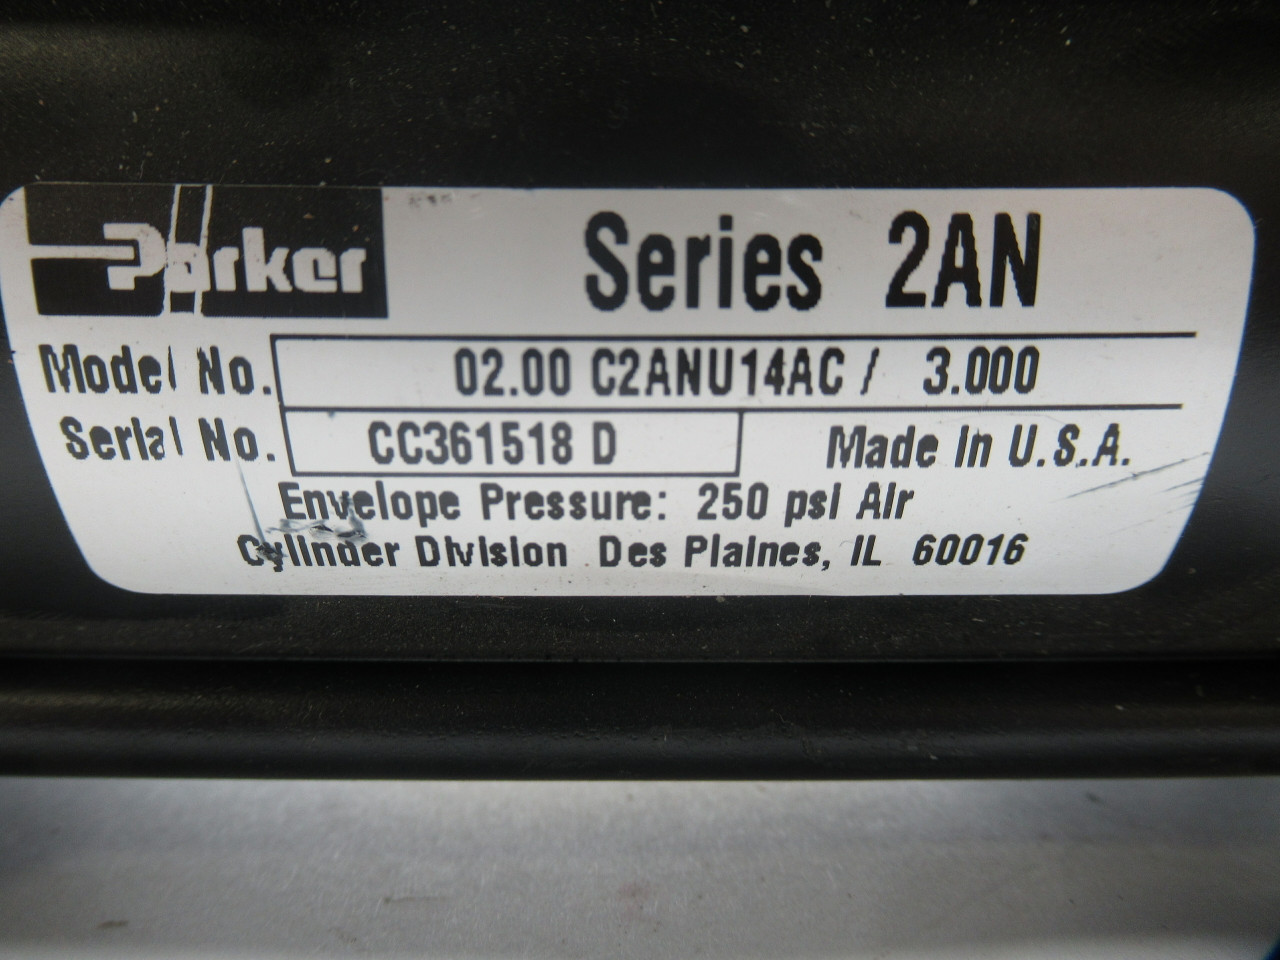 Parker Series 2AN
Model No. 02.00 C2ANU14AC / 3.000
Serial No. CC361518 D Made in U.S.A.
Envelope Pressure: 250 psi Air
Cylinder Division Des Plaines, IL 60016